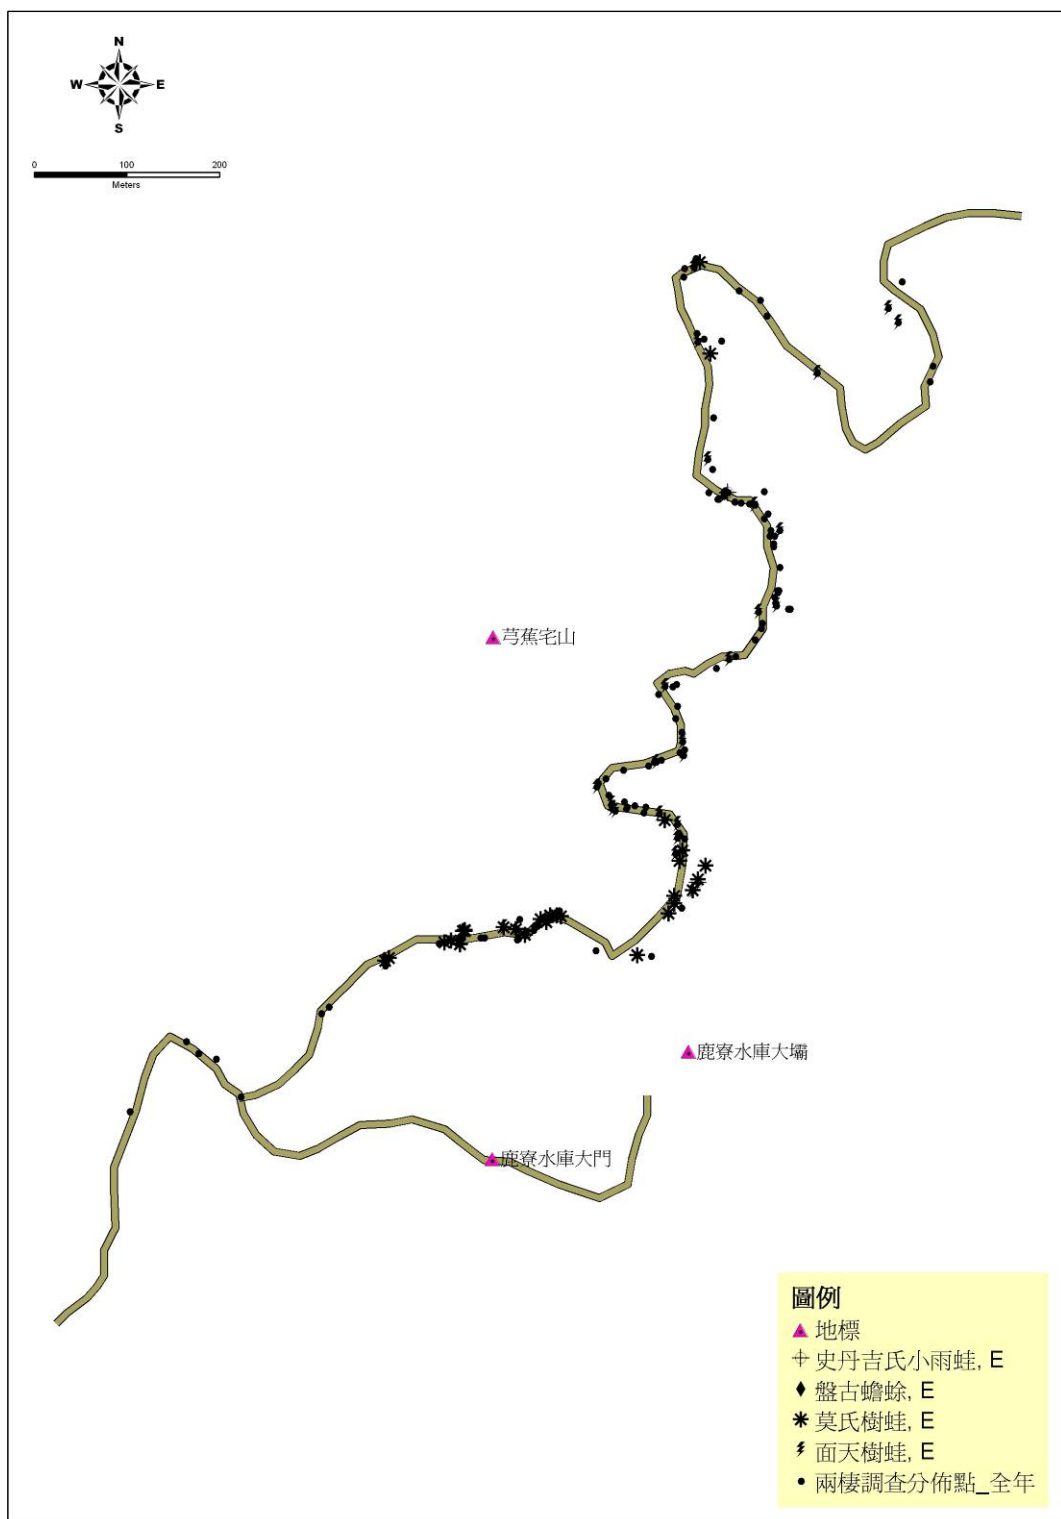 N
W E
S
0 100 200
Meters
芎蕉宅山
鹿寮水庫大壩
鹿寮水庫大門
圖例
地標
史丹吉氏小雨蛙, E
盤古蟾蜍, E
莫氏樹蛙, E
面天樹蛙, E
兩棲調查分佈點_全年